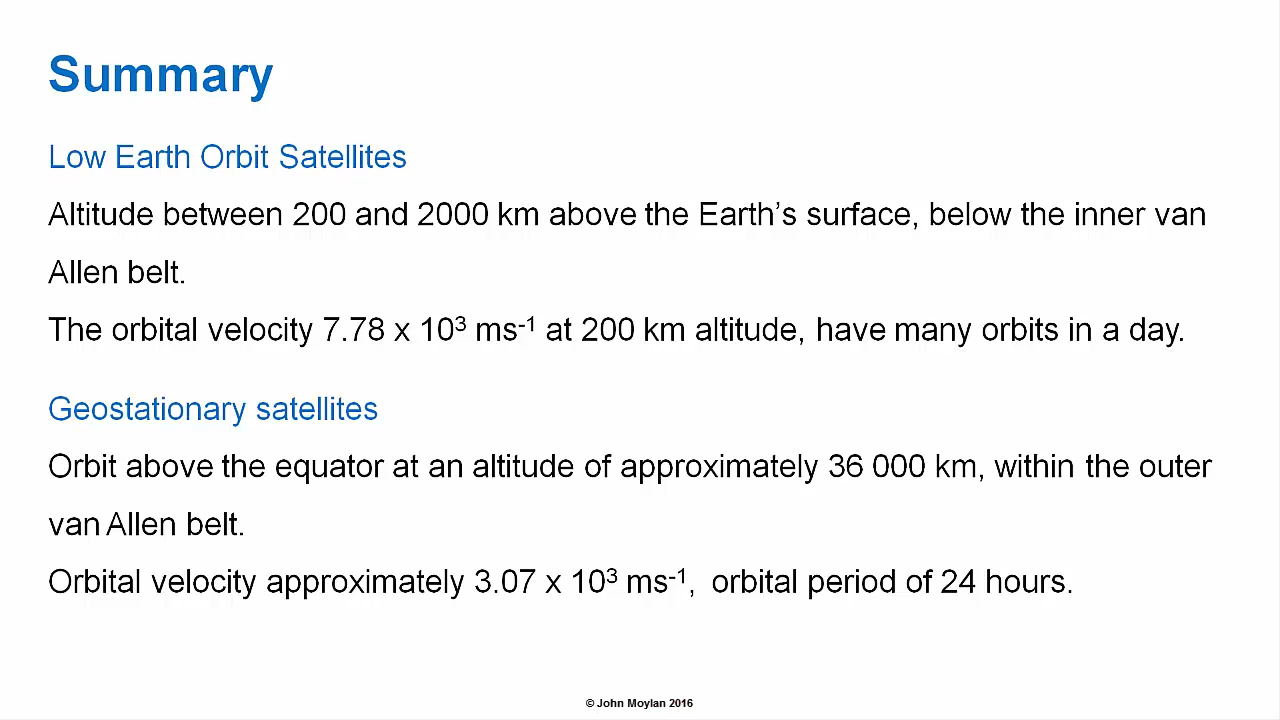 Summary
Low Earth Orbit Satellites
Altitude between 200 and 2000 km above the Earth’s surface, below the inner van
Allen belt.
The orbital velocity 7.78 x 10³ ms⁻¹ at 200 km altitude, have many orbits in a day.
Geostationary satellites
Orbit above the equator at an altitude of approximately 36 000 km, within the outer
van Allen belt.
Orbital velocity approximately 3.07 x 10³ ms⁻¹, orbital period of 24 hours.
© John Moylan 2016